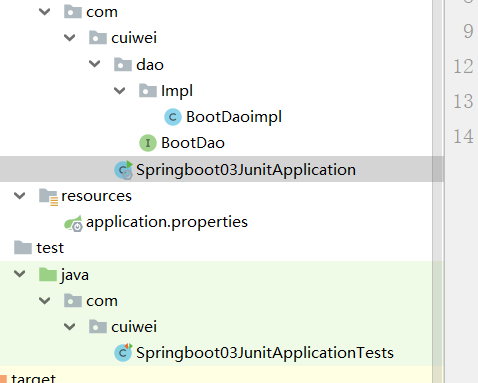 com
cuiwei
dao
Impl
C BootDaoimpl
I BootDao
Springboot03JunitApplication
resources
application.properties
test
java
com
cuiwei
Springboot03JunitApplicationTests
target
9
12
13
14